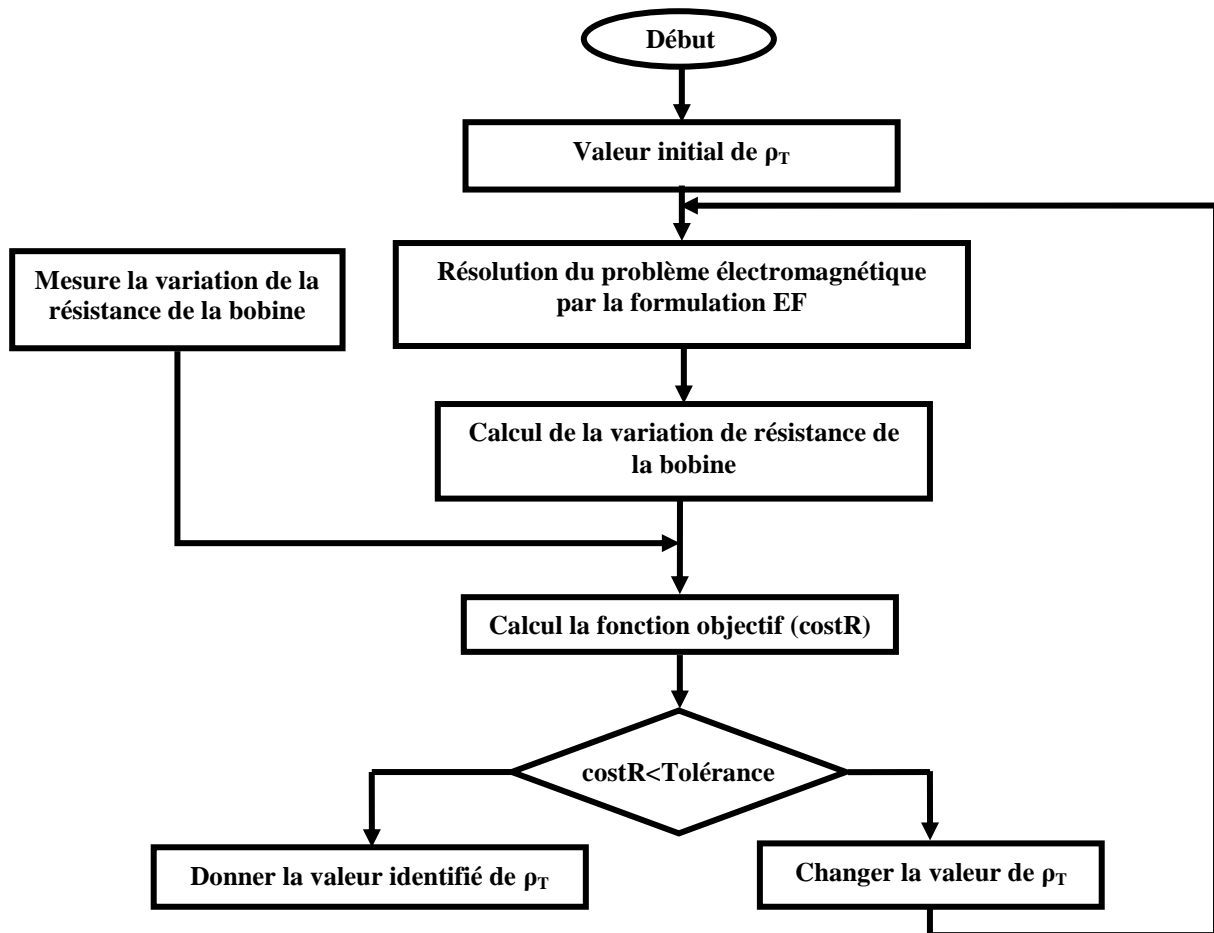 Début
Valeur initial de ρT
Mesure la variation de la
résistance de la bobine
Résolution du problème électromagnétique
par la formulation EF
Calcul de la variation de résistance de
la bobine
Calcul la fonction objectif (costR)
costR<Tolérance
Donner la valeur identifié de ρT
Changer la valeur de ρT